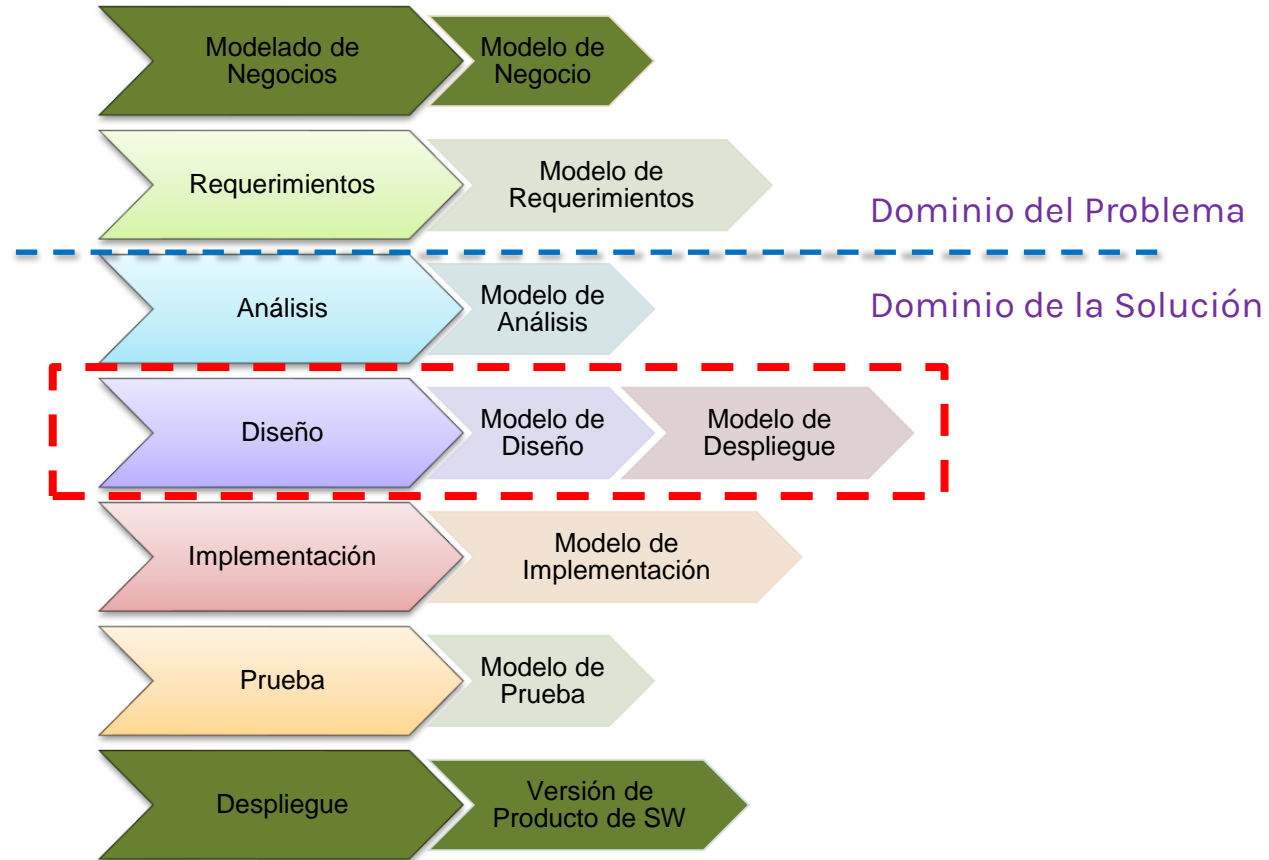 Modelado de
Negocios
Modelo de
Negocio
Requerimientos
Modelo de
Requerimientos
Dominio del Problema
Análisis
Modelo de
Análisis
Dominio de la Solución
Diseño
Modelo de
Diseño
Modelo de
Despliegue
Implementación
Modelo de
Implementación
Prueba
Modelo de
Prueba
Despliegue
Versión de
Producto de SW